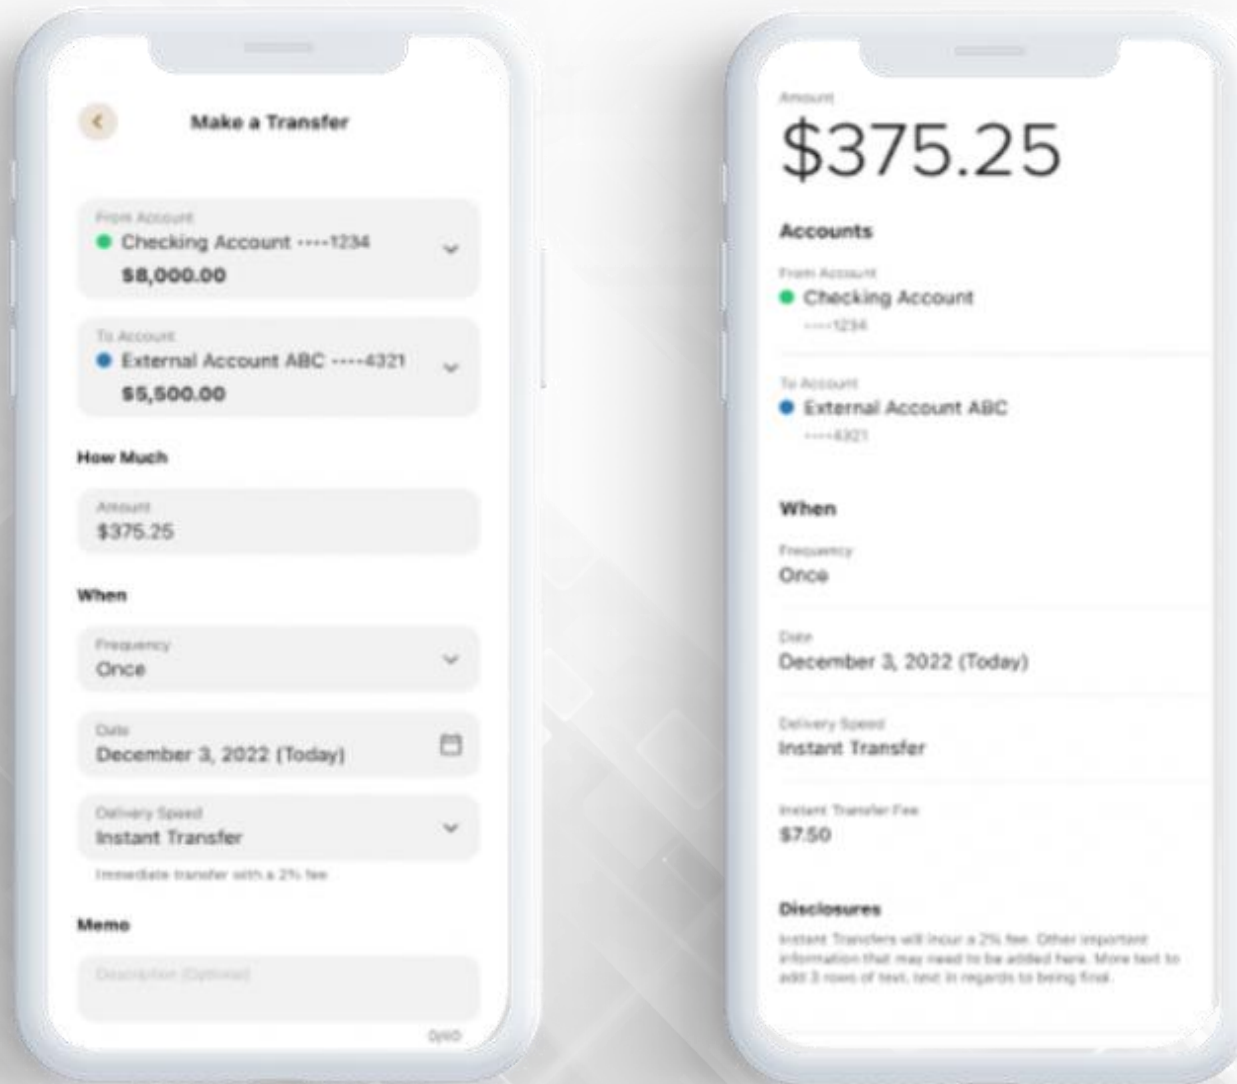 Make a Transfer
From Account
Checking Account ----1234
$8,000.00
To Account
External Account ABC ----4321
$5,500.00
How Much
Amount
$375.25
When
Frequency
Once
Date
December 3, 2022 (Today)
Delivery Speed
Instant Transfer
Immediate transfer with a 2% fee
Memo
Description (Optional)
Amount
$375.25
Accounts
From Account
Checking Account
----1234
To Account
External Account ABC
----4321
When
Frequency
Once
Date
December 3, 2022 (Today)
Delivery Speed
Instant Transfer
Instant Transfer Fee
$7.50
Disclosures
Instant Transfers will incur a 2% fee. Other important
information that may need to be added here. More text to
add 3 rows of text, text in regards to being final.